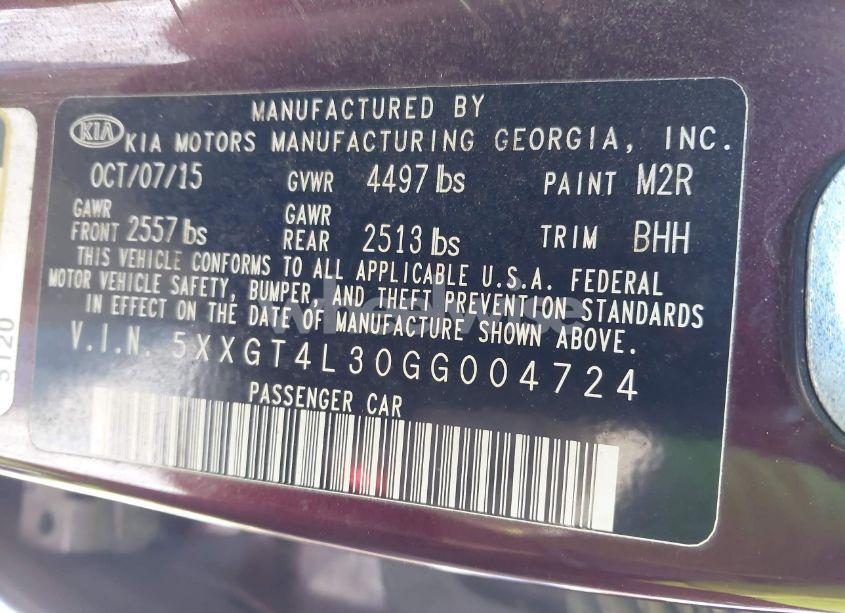 MANUFACTURED BY
KIA KIA MOTORS MANUFACTURING GEORGIA, INC.
OCT/07/15 GVWR 4497 lbs PAINT M2R
GAWR FRONT 2557 lbs GAWR REAR 2513 lbs TRIM BHH
THIS VEHICLE CONFORMS TO ALL APPLICABLE U.S.A. FEDERAL
MOTOR VEHICLE SAFETY, BUMPER, AND THEFT PREVENTION STANDARDS
IN EFFECT ON THE DATE OF MANUFACTURE SHOWN ABOVE.
V.I.N. 5XXGT4L30GG004724
PASSENGER CAR